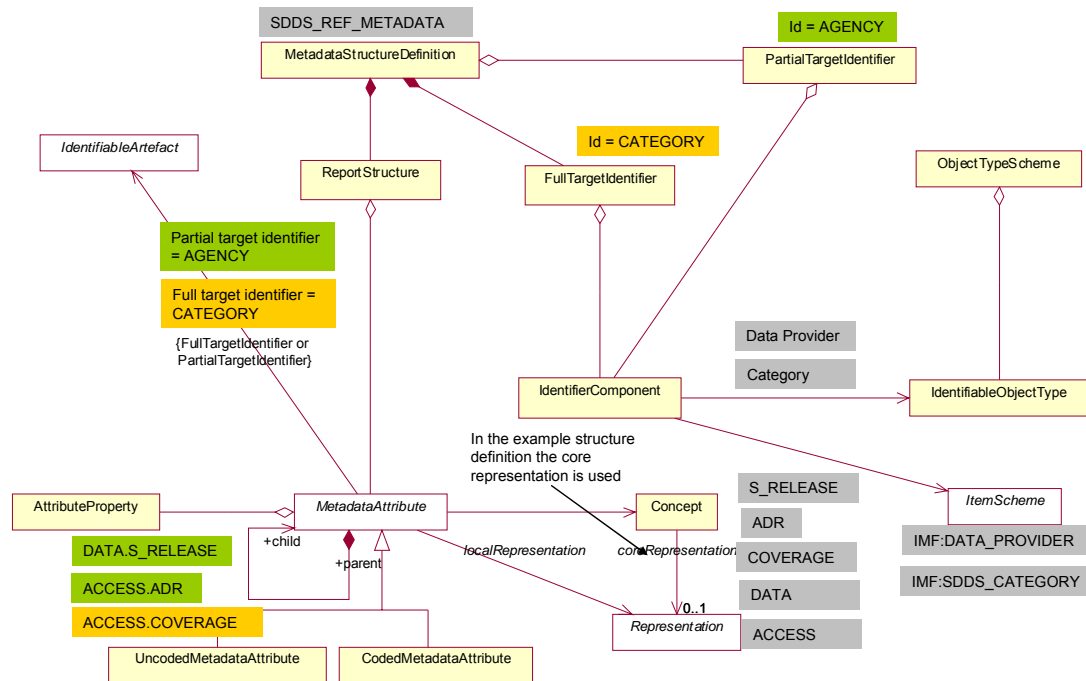 SDDS_REF_METADATA
Id = AGENCY
MetadataStructureDefinition
PartialTargetIdentifier
Id = CATEGORY
IdentifiableArtefact
ReportStructure
FullTargetIdentifier
ObjectTypeScheme
Partial target identifier
= AGENCY
Full target identifier =
CATEGORY
{FullTargetIdentifier or
PartialTargetIdentifier}
Data Provider
Category
IdentifierComponent
IdentifiableObjectType
In the example structure
definition the core
representation is used
AttributeProperty
MetadataAttribute
Concept
S_RELEASE
ItemScheme
+child
ADR
IMF:DATA_PROVIDER
DATA.S_RELEASE
+parent
localRepresentation
coreRepresentation
COVERAGE
IMF:SDDS_CATEGORY
ACCESS.ADR
DATA
0..1
ACCESS.COVERAGE
Representation
ACCESS
UncodedMetadataAttribute
CodedMetadataAttribute